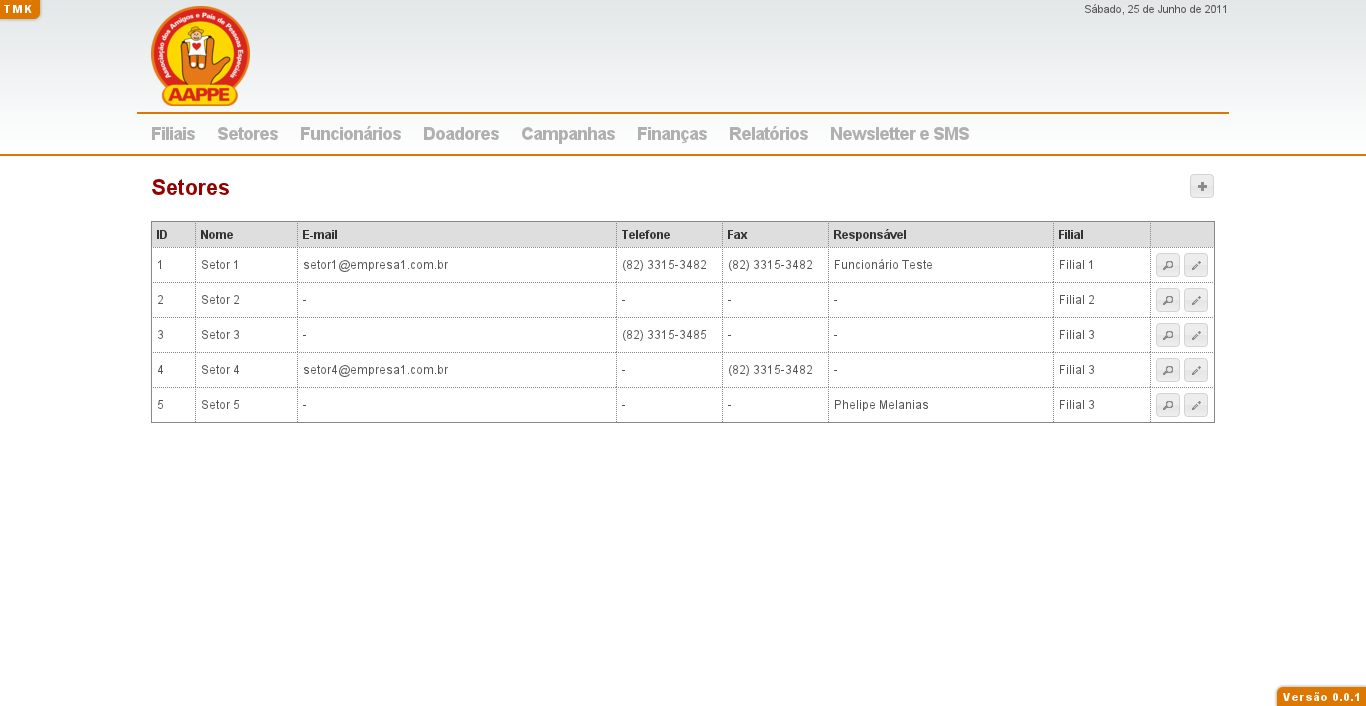 TMK
Sábado, 25 de Junho de 2011
Associação dos Amigos e Pais de Pessoas Especiais
AAPPE
Filiais Setores Funcionários Doadores Campanhas Finanças Relatórios Newsletter e SMS
Setores
ID Nome E-mail Telefone Fax Responsável Filial
1 Setor 1 setor1@empresa1.com.br (82) 3315-3482 (82) 3315-3482 Funcionário Teste Filial 1
2 Setor 2 - - - - Filial 2
3 Setor 3 - (82) 3315-3485 - - Filial 3
4 Setor 4 setor4@empresa1.com.br - (82) 3315-3482 - Filial 3
5 Setor 5 - - - Phelipe Melanias Filial 3
Versão 0.0.1